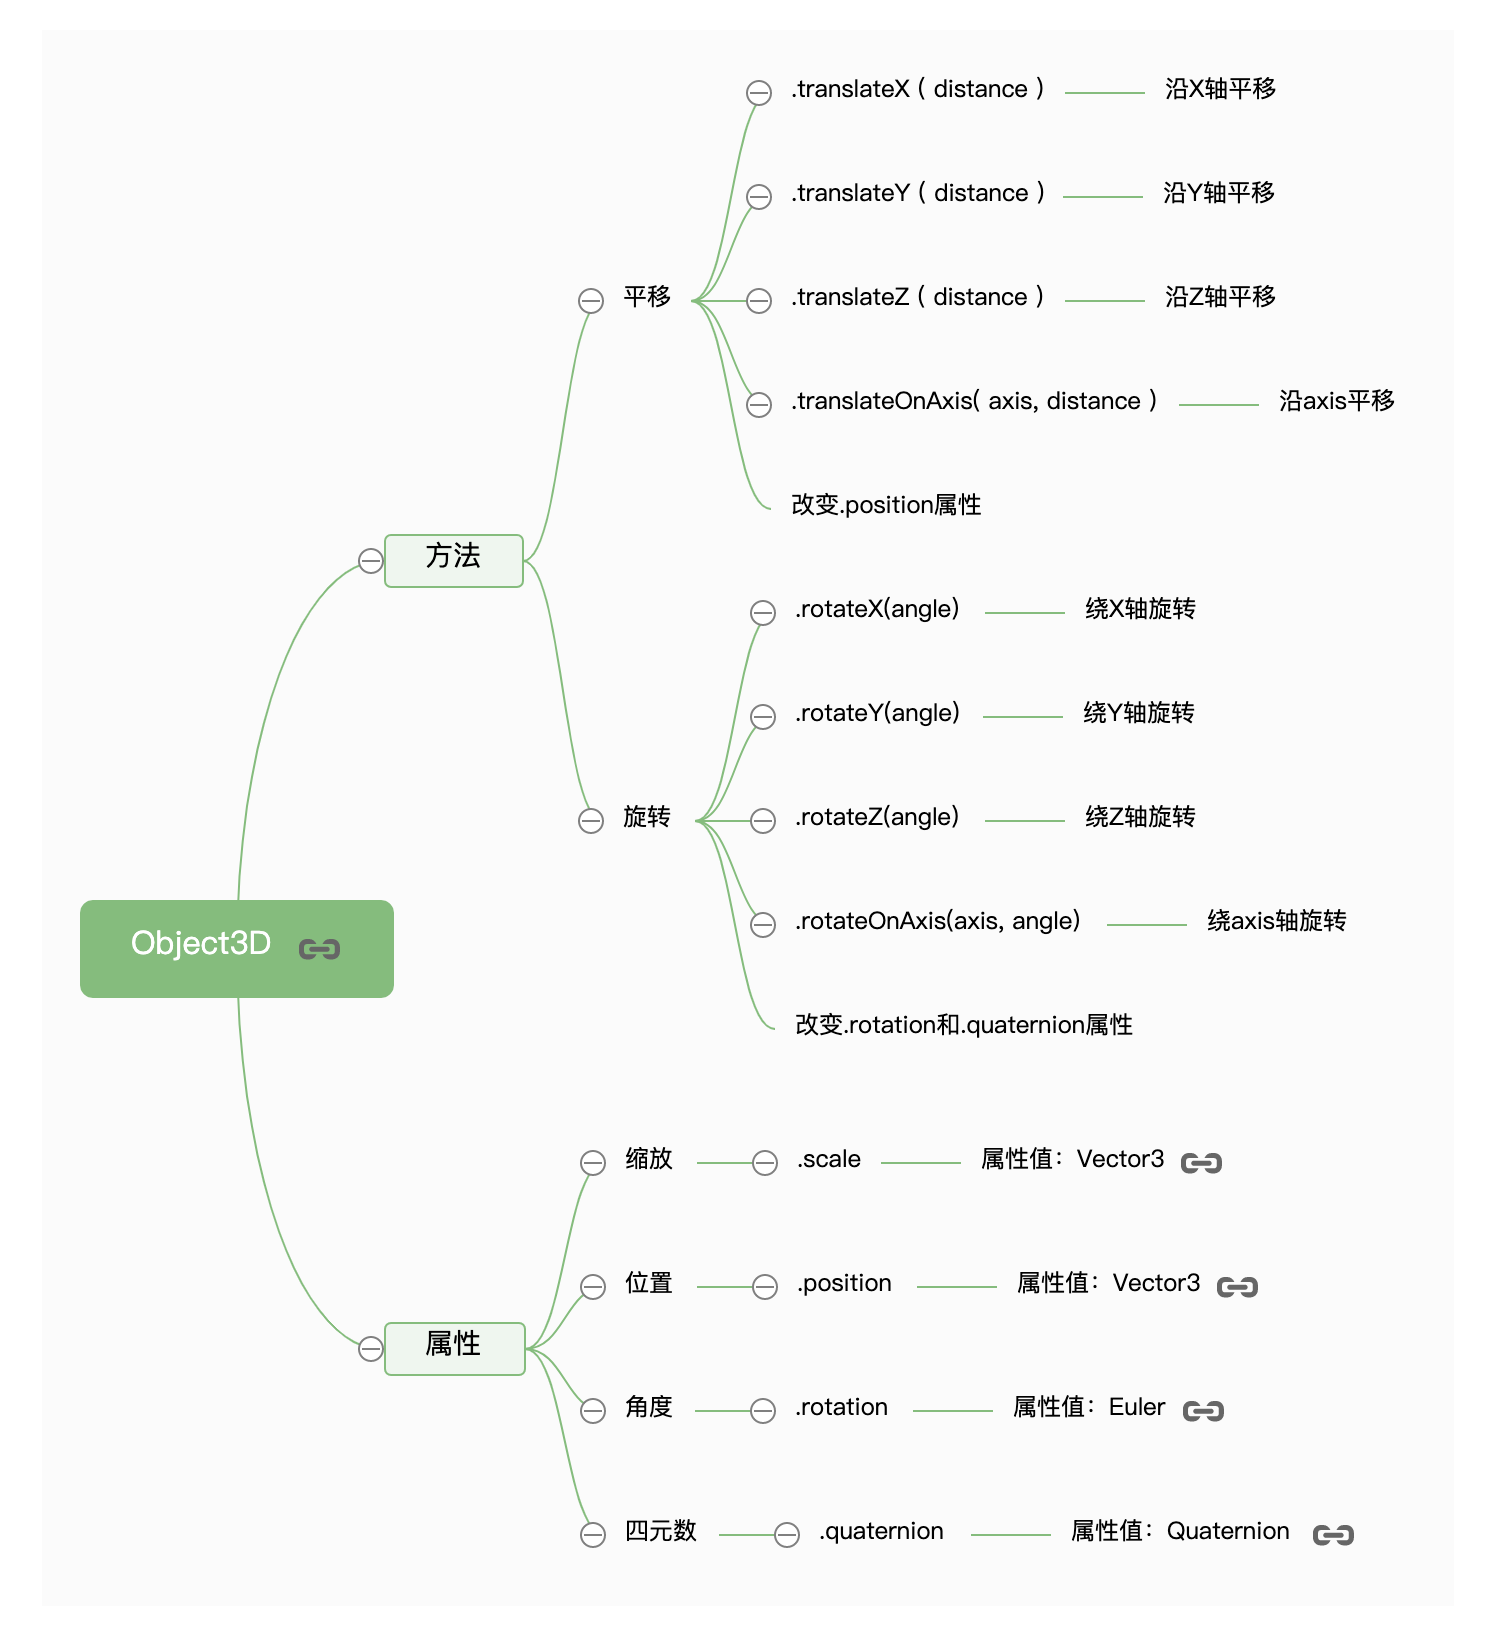 Object3D
方法
平移
.translateX ( distance )
沿X轴平移
.translateY ( distance )
沿Y轴平移
.translateZ ( distance )
沿Z轴平移
.translateOnAxis( axis, distance )
沿axis平移
改变.position属性
旋转
.rotateX(angle)
绕X轴旋转
.rotateY(angle)
绕Y轴旋转
.rotateZ(angle)
绕Z轴旋转
.rotateOnAxis(axis, angle)
绕axis轴旋转
改变.rotation和.quaternion属性
属性
缩放
.scale
属性值：Vector3
位置
.position
属性值：Vector3
角度
.rotation
属性值：Euler
四元数
.quaternion
属性值：Quaternion